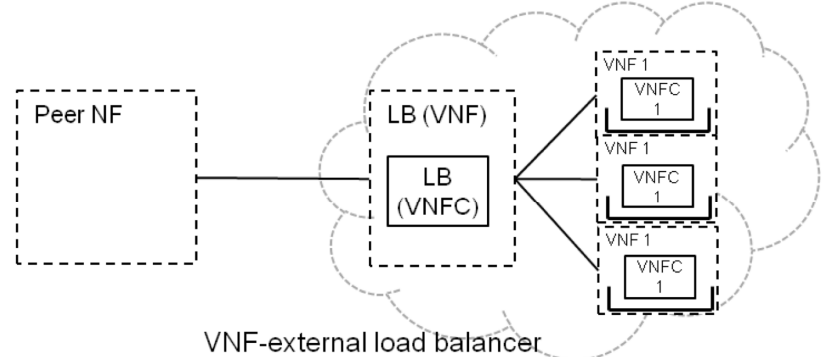 Peer NF
LB (VNF)
LB
(VNFC)
VNF 1
VNFC
1
VNF 1
VNFC
1
VNF 1
VNFC
1
VNF-external load balancer